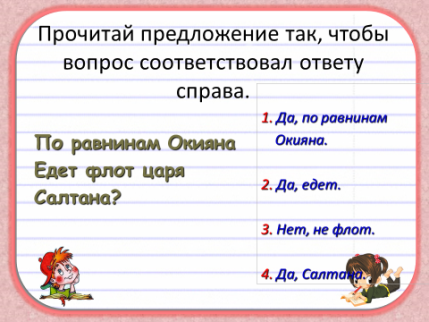 Прочитай предложение так, чтобы
вопрос соответствовал ответу
справа.
По равнинам Окияна
Едет флот царя
Салтана?
1. Да, по равнинам
Окияна.
2. Да, едет.
3. Нет, не флот.
4. Да, Салтана.